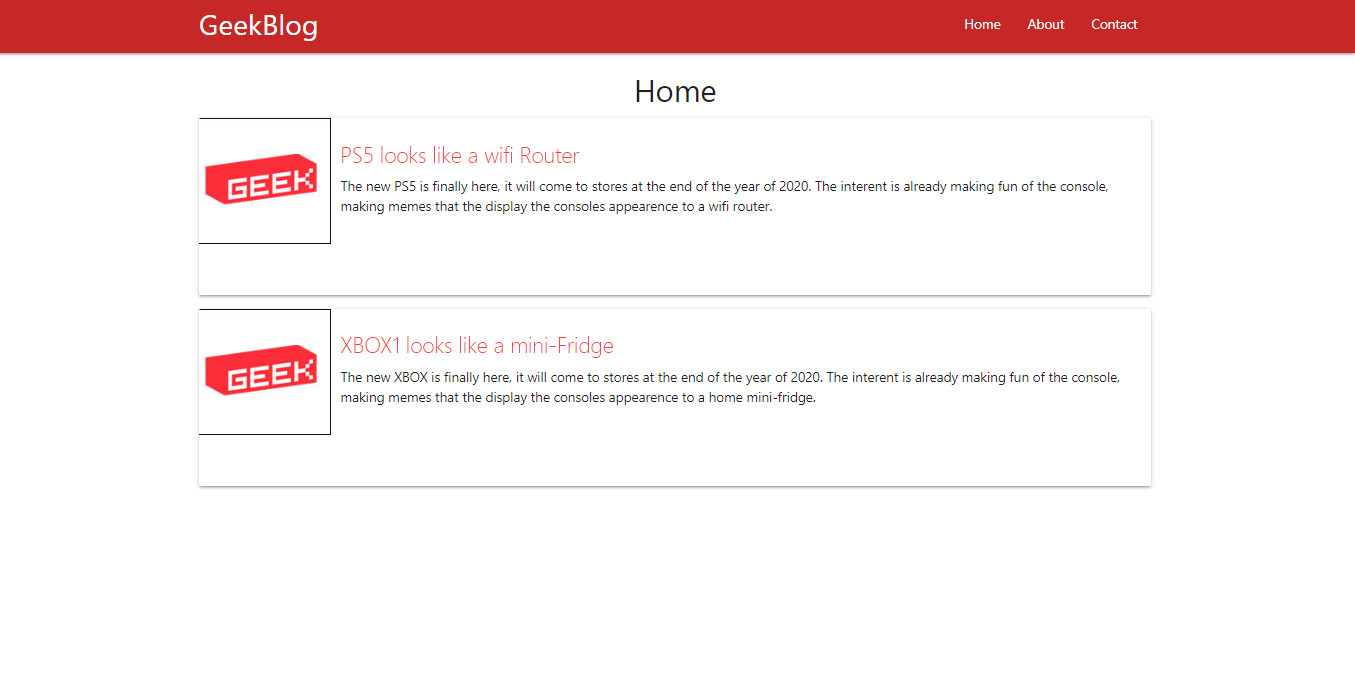 GeekBlog
Home About Contact
Home
GEEK
PS5 looks like a wifi Router
The new PS5 is finally here, it will come to stores at the end of the year of 2020. The interent is already making fun of the console,
making memes that the display the consoles appearence to a wifi router.
GEEK
XBOX1 looks like a mini-Fridge
The new XBOX is finally here, it will come to stores at the end of the year of 2020. The interent is already making fun of the console,
making memes that the display the consoles appearence to a home mini-fridge.